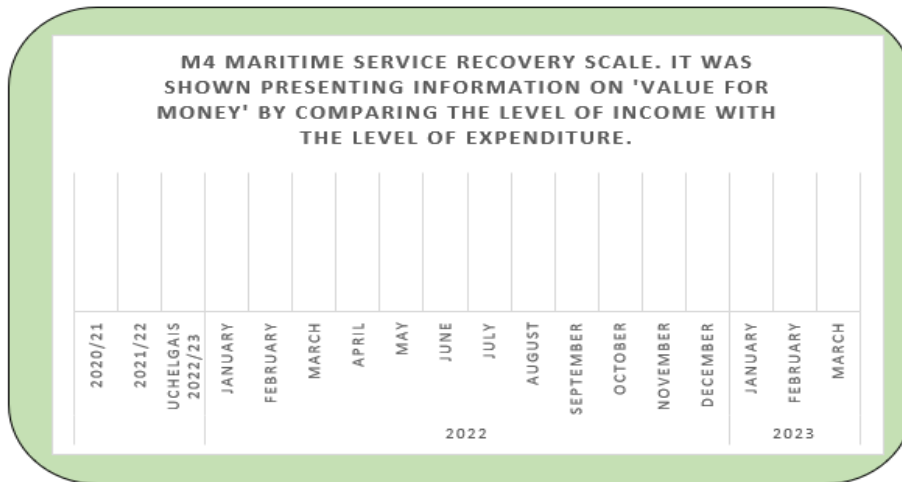 M4 MARITIME SERVICE RECOVERY SCALE. IT WAS
SHOWN PRESENTING INFORMATION ON 'VALUE FOR
MONEY' BY COMPARING THE LEVEL OF INCOME WITH
THE LEVEL OF EXPENDITURE.
2020/21
2021/22
UCHELGAIS
2022/23
JANUARY
FEBRUARY
MARCH
APRIL
MAY
JUNE
JULY
AUGUST
SEPTEMBER
OCTOBER
NOVEMBER
DECEMBER
JANUARY
FEBRUARY
MARCH
2022
2023